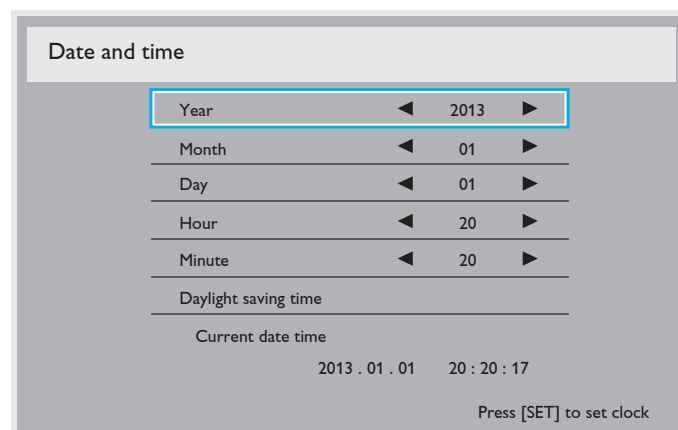 Date and time
Year ◀ 2013 ▶
Month ◀ 01 ▶
Day ◀ 01 ▶
Hour ◀ 20 ▶
Minute ◀ 20 ▶
Daylight saving time
Current date time
2013 . 01 . 01 20 : 20 : 17
Press [SET] to set clock